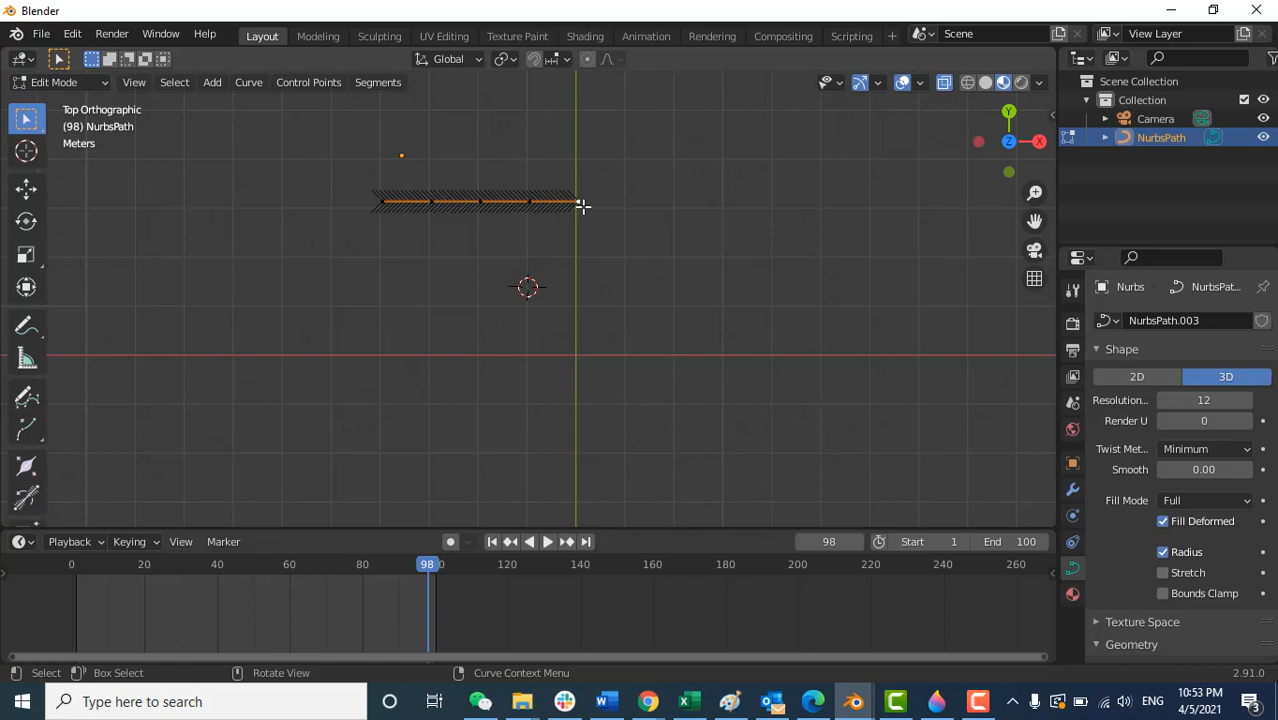 Blender
File Edit Render Window Help Layout Modeling Sculpting UV Editing Texture Paint Shading Animation Rendering Compositing Scripting + Scene View Layer
Global
Edit Mode View Select Add Curve Control Points Segments
Top Orthographic
(98) NurbsPath
Meters
Y
Z
X
Scene Collection
Collection
Camera
NurbsPath
Nurbs NurbsPat...
NurbsPath.003
Shape
2D 3D
Resolution... 12
Render U 0
Twist Met... Minimum
Smooth 0.00
Fill Mode Full
Fill Deformed
Radius
Stretch
Bounds Clamp
Texture Space
Geometry
Playback Keying View Marker 98 Start 1 End 100
0 20 40 60 80 98 0 120 140 160 180 200 220 240 260
Select Box Select Rotate View Curve Context Menu 2.91.0
Type here to search
ENG
10:53 PM
4/5/2021
3